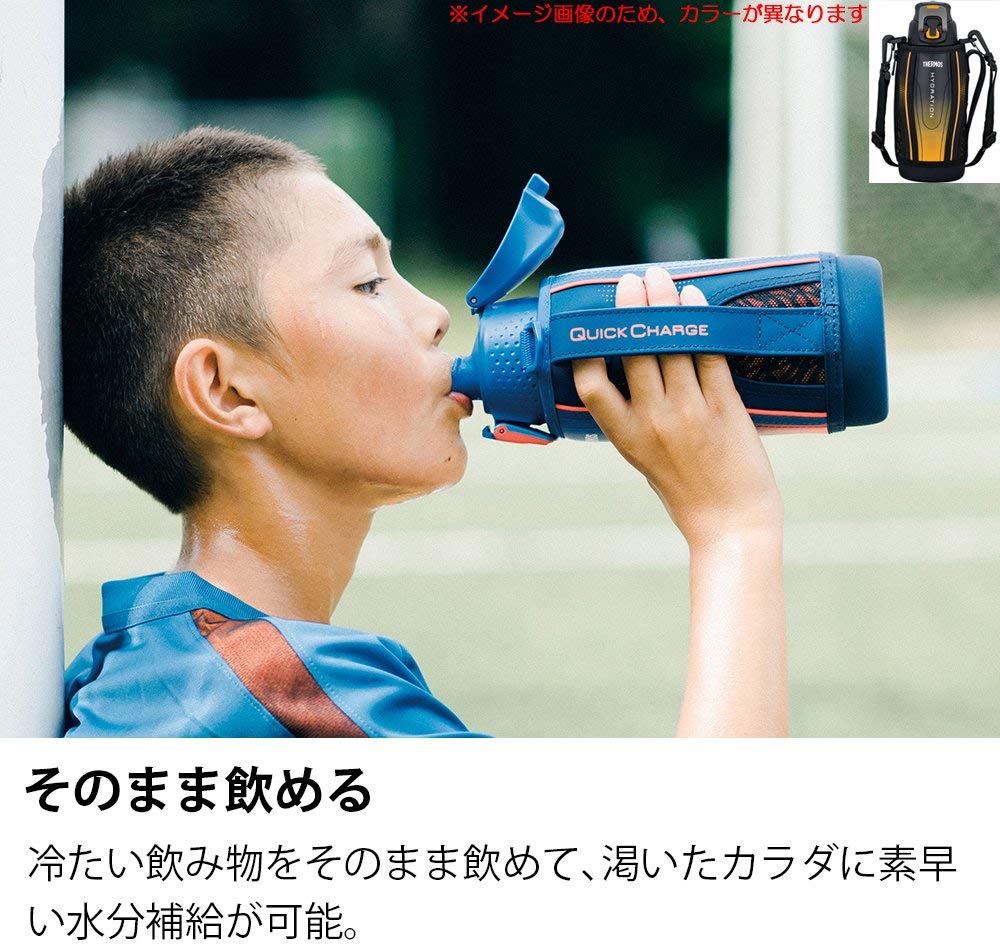 ※イメージ画像のため、カラーが異なります
THERMOS
HYDRATION
QUICK CHARGE
そのまま飲める
冷たい飲み物をそのまま飲めて、渇いたカラダに素早
い水分補給が可能。